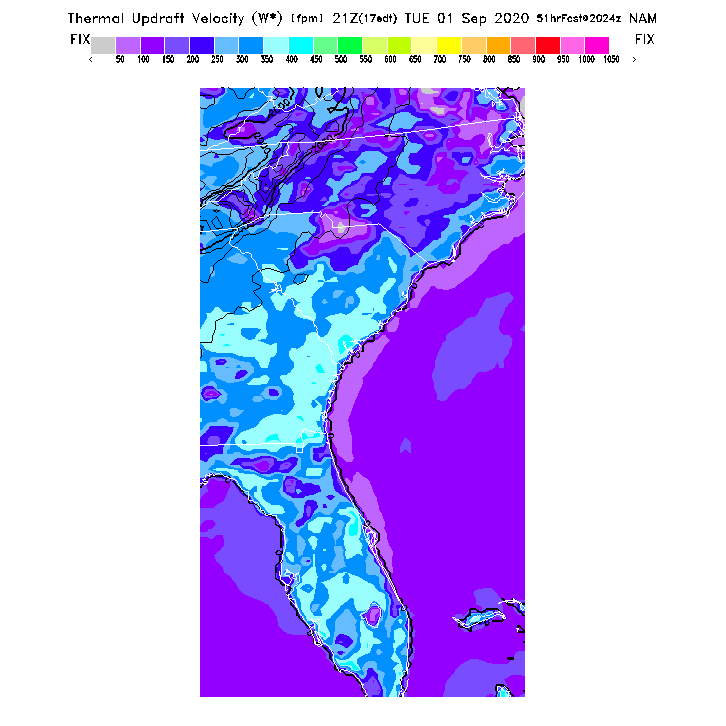 Thermal Updraft Velocity (W*) [fpm] 21Z(17edt) TUE 01 Sep 2020 51hrFcst@2024z NAM
FIX FIX
< 50 100 150 200 250 300 350 400 450 500 550 600 650 700 750 800 850 900 950 1000 1050 >